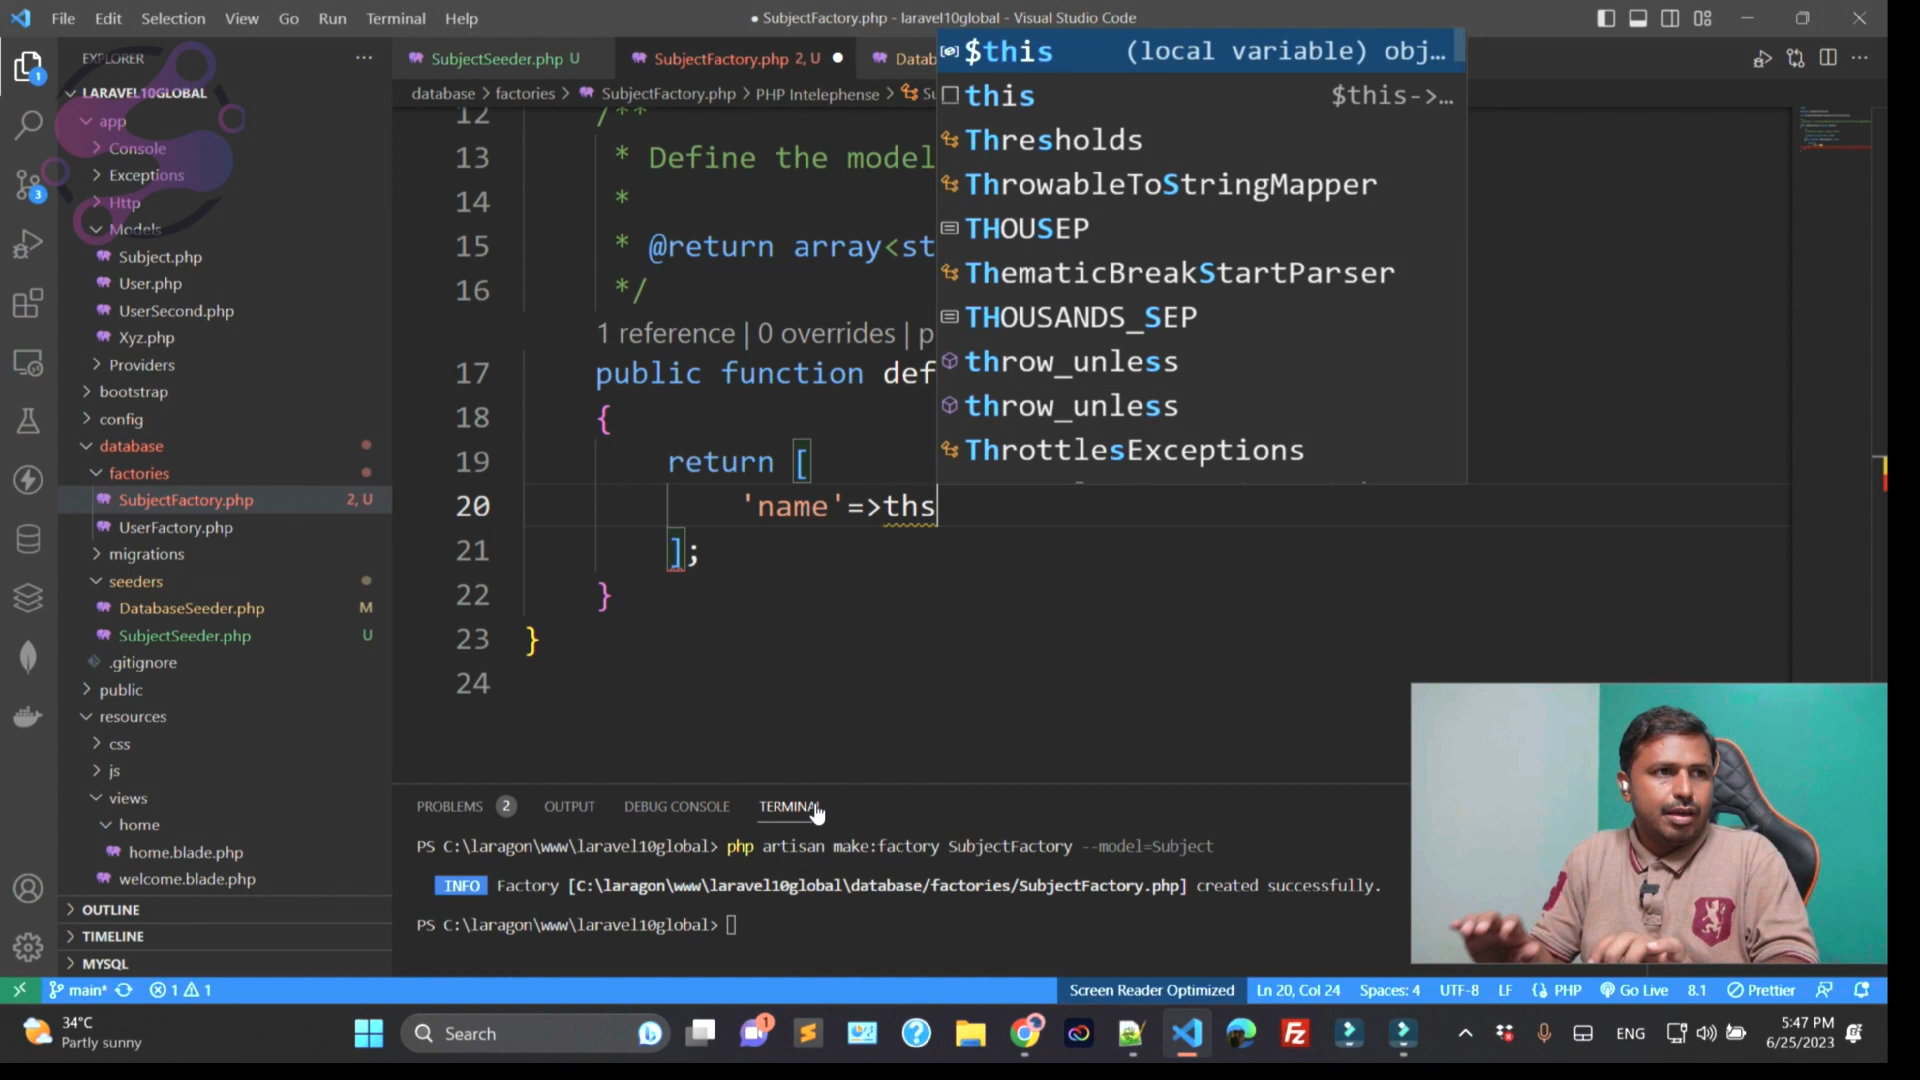 File Edit Selection View Go Run Terminal Help
● SubjectFactory.php - laravel10global - Visual Studio Code
EXPLORER
LARAVEL10GLOBAL
app
Console
Exceptions
Http
Models
Subject.php
User.php
UserSecond.php
Xyz.php
Providers
bootstrap
config
database
factories
SubjectFactory.php 2, U
UserFactory.php
migrations
seeders
DatabaseSeeder.php M
SubjectSeeder.php U
.gitignore
public
resources
css
js
views
home
home.blade.php
welcome.blade.php
OUTLINE
TIMELINE
MYSQL
1
3
SubjectSeeder.php U
SubjectFactory.php 2, U ●
Datab
database > factories > SubjectFactory.php > PHP Intelephense > Su
12 /**
13 * Define the model
14 *
15 * @return array<st
16 */
1 reference | 0 overrides | p
17 public function def
18 {
19 return [
20 'name'=>ths
21 ];
22 }
23 }
24
$this (local variable) obj…
this $this->…
Thresholds
ThrowableToStringMapper
THOUSEP
ThematicBreakStartParser
THOUSANDS_SEP
throw_unless
throw_unless
ThrottlesExceptions
PROBLEMS 2 OUTPUT DEBUG CONSOLE TERMINAL
PS C:\laragon\www\laravel10global> php artisan make:factory SubjectFactory --model=Subject
INFO Factory [C:\laragon\www\laravel10global\database/factories/SubjectFactory.php] created successfully.
PS C:\laragon\www\laravel10global>
main* 1 1
Screen Reader Optimized Ln 20, Col 24 Spaces: 4 UTF-8 LF PHP Go Live 8.1 Prettier
34°C
Partly sunny
Search
1
ENG
5:47 PM
6/25/2023